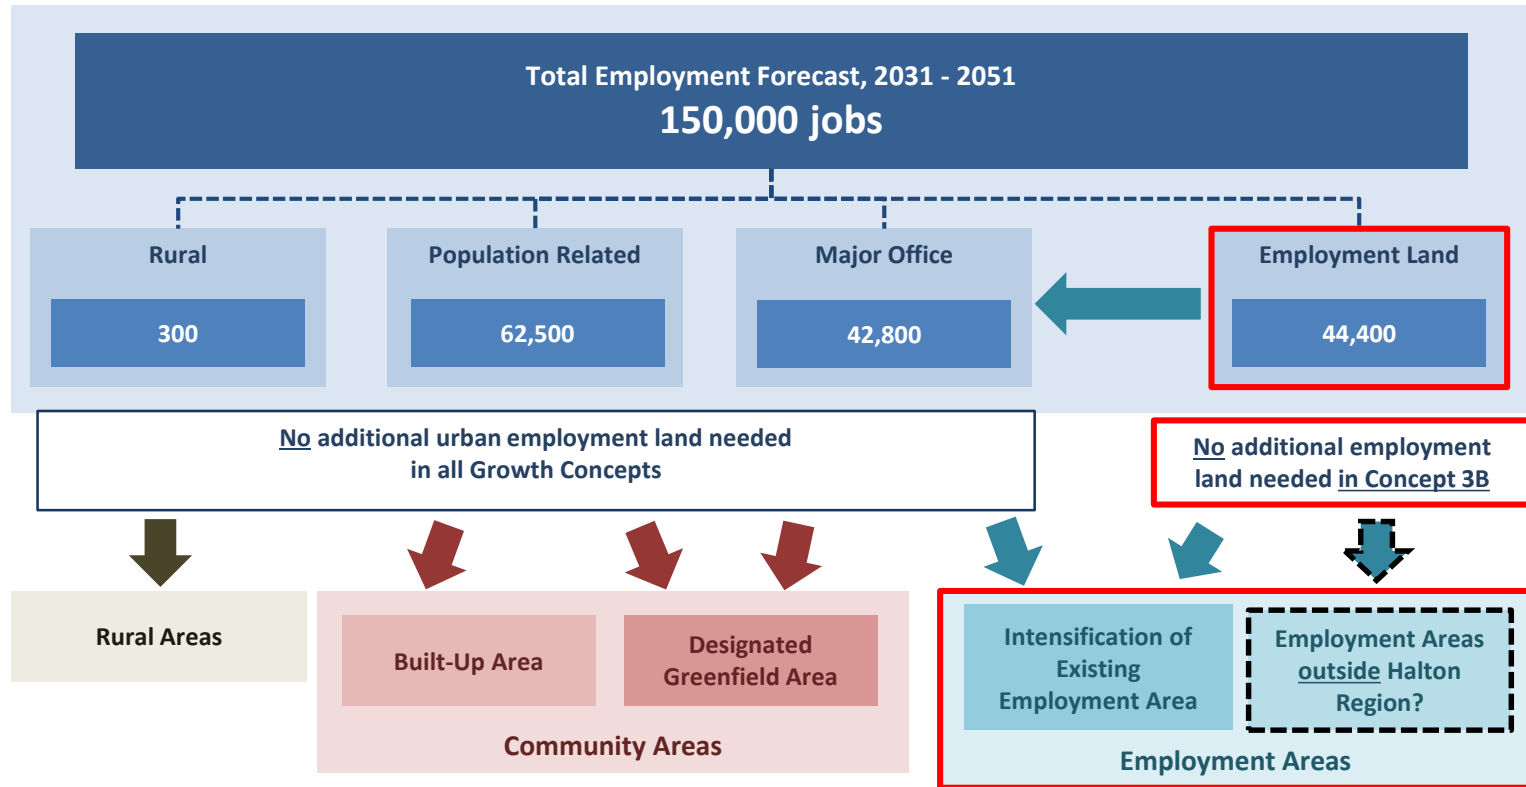 Total Employment Forecast, 2031 - 2051
150,000 jobs
Rural
300
Population Related
62,500
Major Office
42,800
Employment Land
44,400
No additional urban employment land needed
in all Growth Concepts
No additional employment
land needed in Concept 3B
Rural Areas
Built-Up Area
Designated
Greenfield Area
Community Areas
Intensification of
Existing
Employment Area
Employment Areas
outside Halton
Region?
Employment Areas